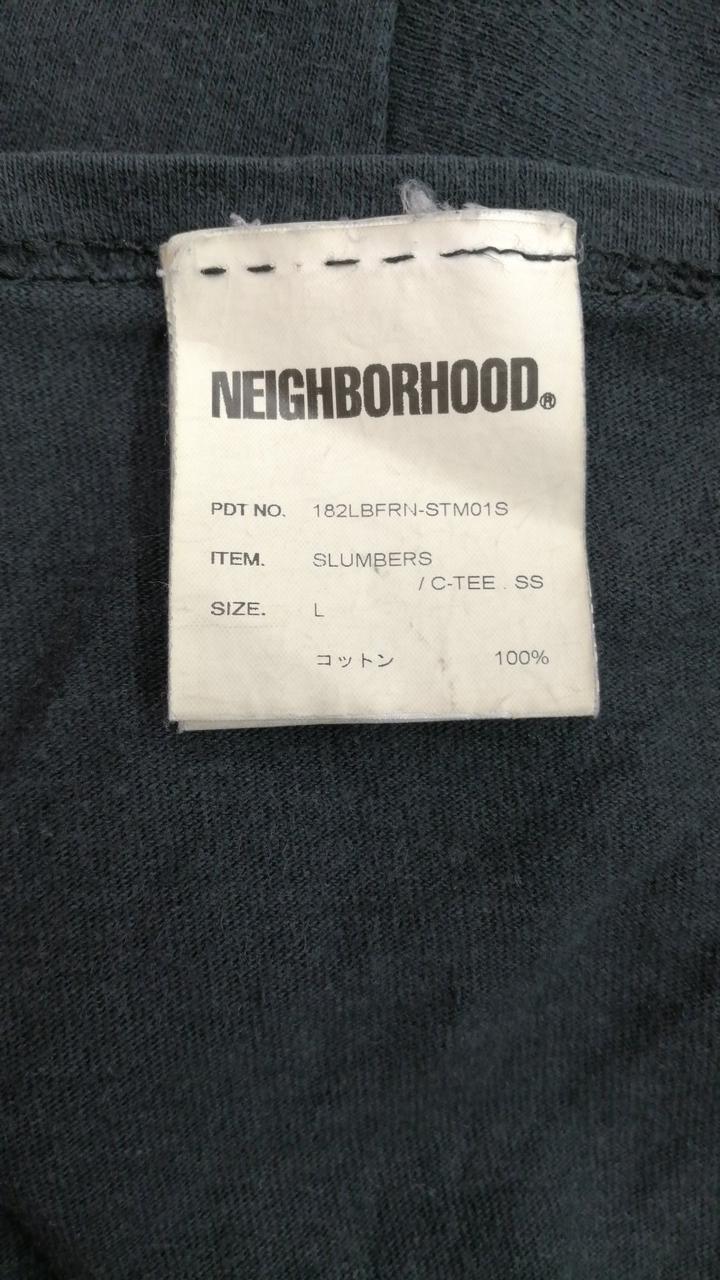 NEIGHBORHOOD®
PDT NO. 182LBFRN-STM01S
ITEM. SLUMBERS
/ C-TEE . SS
SIZE. L
コットン 100%